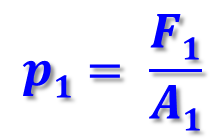 p₁ = F₁ / A₁